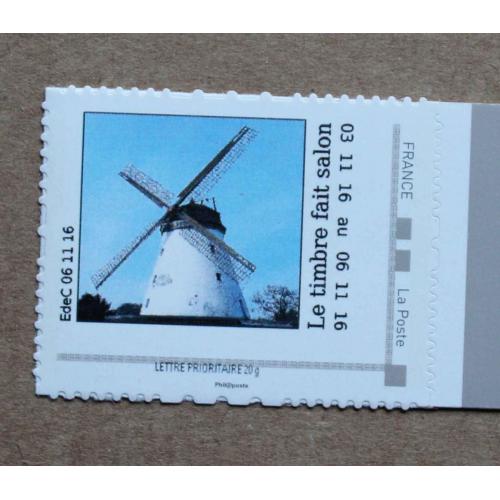 Edec 06 11 16
Le timbre fait salon
03 11 16 au 06 11 16
FRANCE
La Poste
LETTRE PRIORITAIRE 20 g
Phil@poste